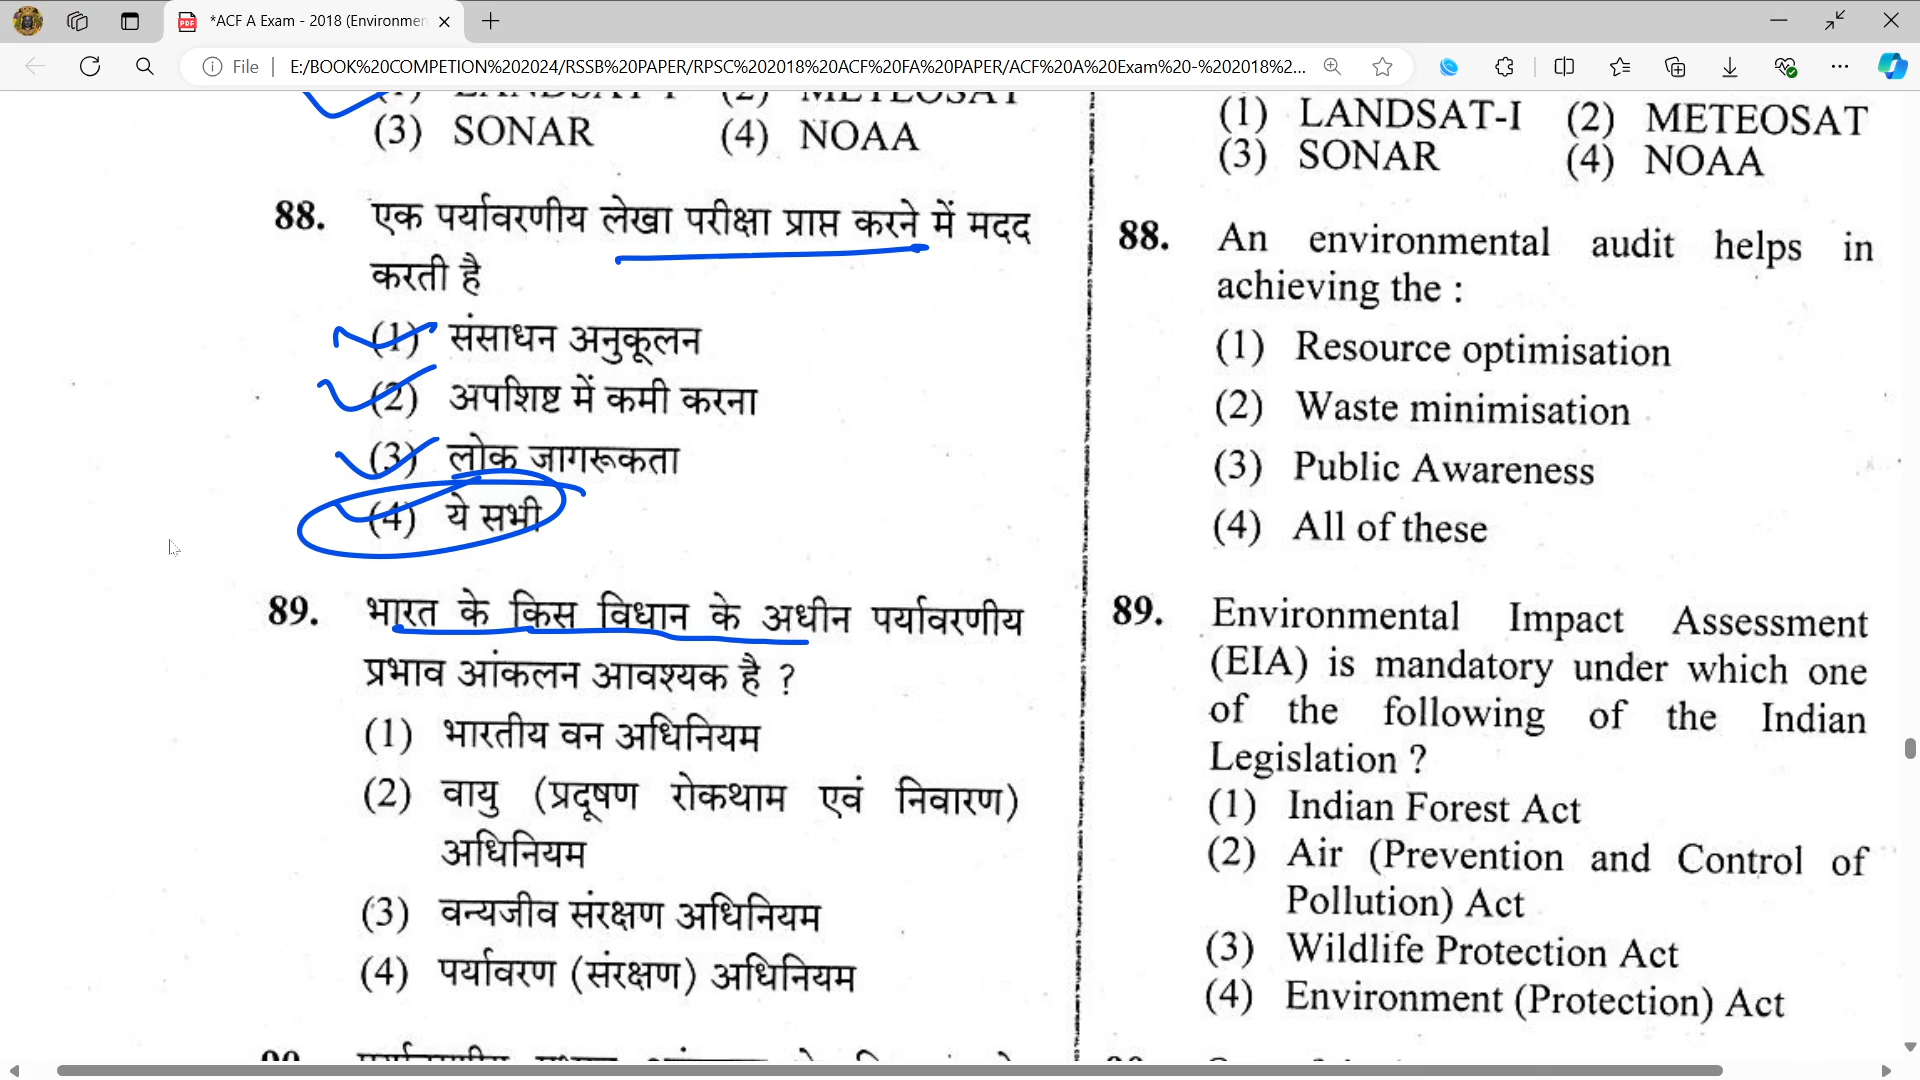 *ACF A Exam - 2018 (Environmen
File
E:/BOOK%20COMPETION%202024/RSSB%20PAPER/RPSC%202018%20ACF%20FA%20PAPER/ACF%20A%20Exam%20-%202018%2...
(1) LANDSAT-I (2) METEOSAT
(3) SONAR (4) NOAA
88. एक पर्यावरणीय लेखा परीक्षा प्राप्त करने में मदद
करती है
(1) संसाधन अनुकूलन
(2) अपशिष्ट में कमी करना
(3) लोक जागरूकता
(4) ये सभी
89. भारत के किस विधान के अधीन पर्यावरणीय
प्रभाव आंकलन आवश्यक है ?
(1) भारतीय वन अधिनियम
(2) वायु (प्रदूषण रोकथाम एवं निवारण)
अधिनियम
(3) वन्यजीव संरक्षण अधिनियम
(4) पर्यावरण (संरक्षण) अधिनियम
(1) LANDSAT-I (2) METEOSAT
(3) SONAR (4) NOAA
88. An environmental audit helps in
achieving the :
(1) Resource optimisation
(2) Waste minimisation
(3) Public Awareness
(4) All of these
89. Environmental Impact Assessment
(EIA) is mandatory under which one
of the following of the Indian
Legislation ?
(1) Indian Forest Act
(2) Air (Prevention and Control of
Pollution) Act
(3) Wildlife Protection Act
(4) Environment (Protection) Act